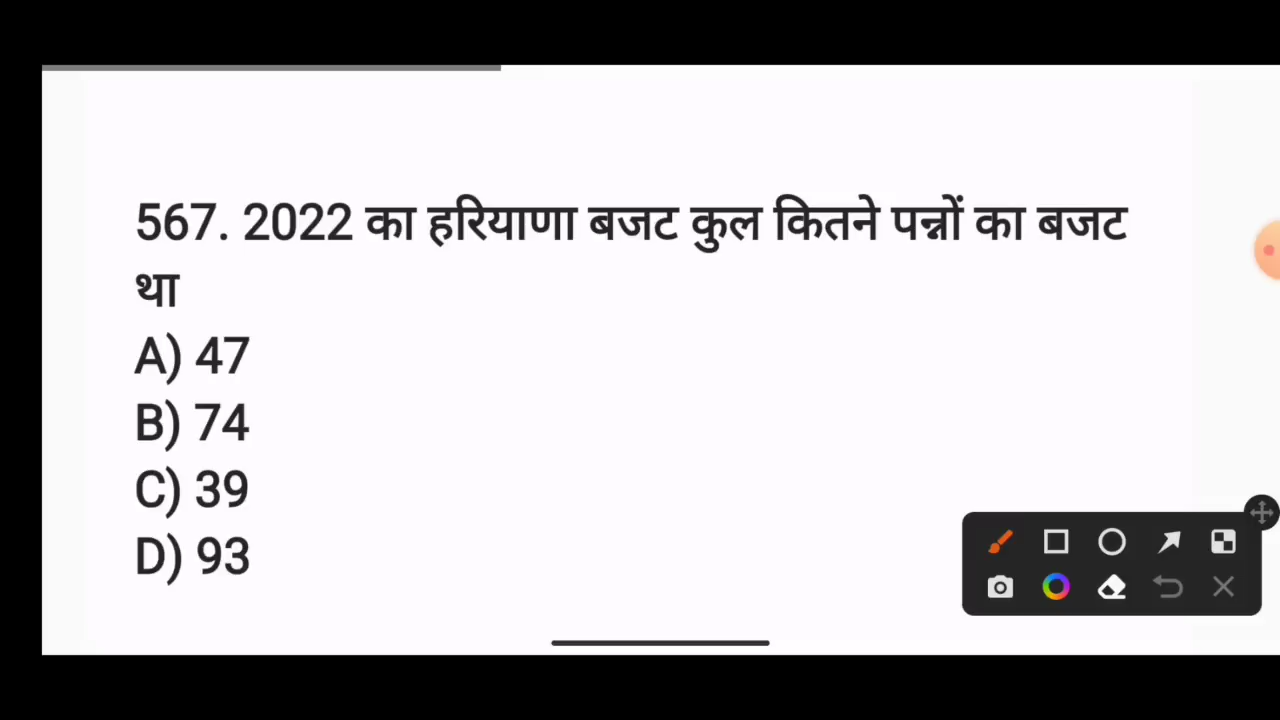 567. 2022 का हरियाणा बजट कुल कितने पन्नों का बजट
था
A) 47
B) 74
C) 39
D) 93